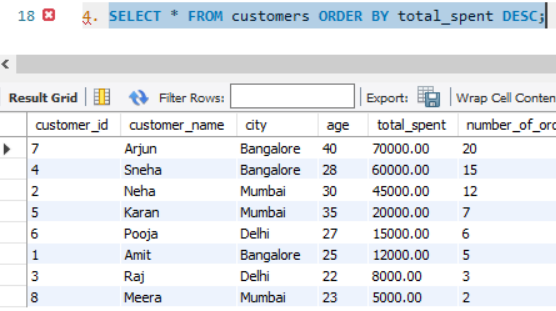 18 4. SELECT * FROM customers ORDER BY total_spent DESC;
Result Grid Filter Rows: Export: Wrap Cell Conten
customer_id customer_name city age total_spent number_of_ord
7 Arjun Bangalore 40 70000.00 20
4 Sneha Bangalore 28 60000.00 15
2 Neha Mumbai 30 45000.00 12
5 Karan Mumbai 35 20000.00 7
6 Pooja Delhi 27 15000.00 6
1 Amit Bangalore 25 12000.00 5
3 Raj Delhi 22 8000.00 3
8 Meera Mumbai 23 5000.00 2